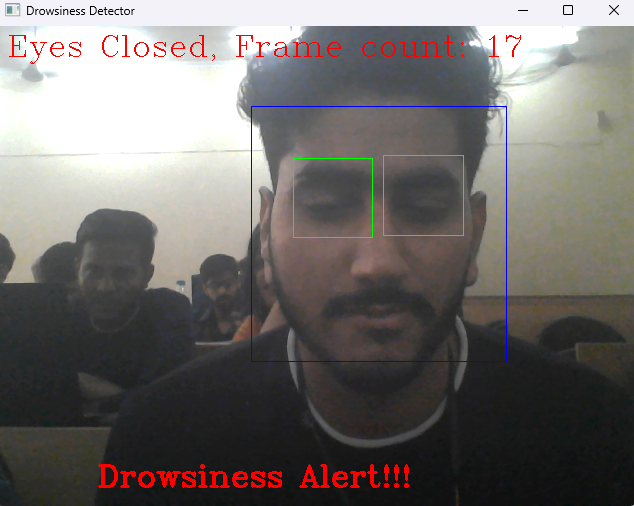 Drowsiness Detector
Eyes Closed, Frame count: 17
Drowsiness Alert!!!